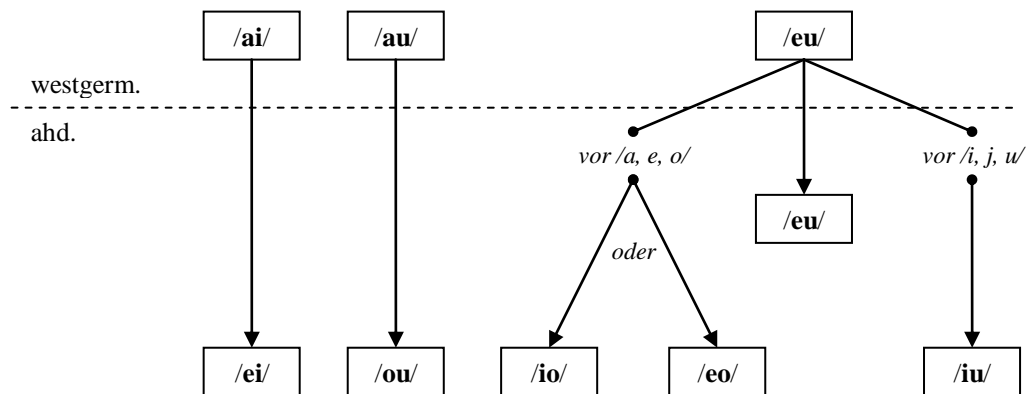 /ai/ /au/ /eu/
westgerm.
ahd.
vor /a, e, o/ vor /i, j, u/
/eu/
oder
/ei/ /ou/ /io/ /eo/ /iu/